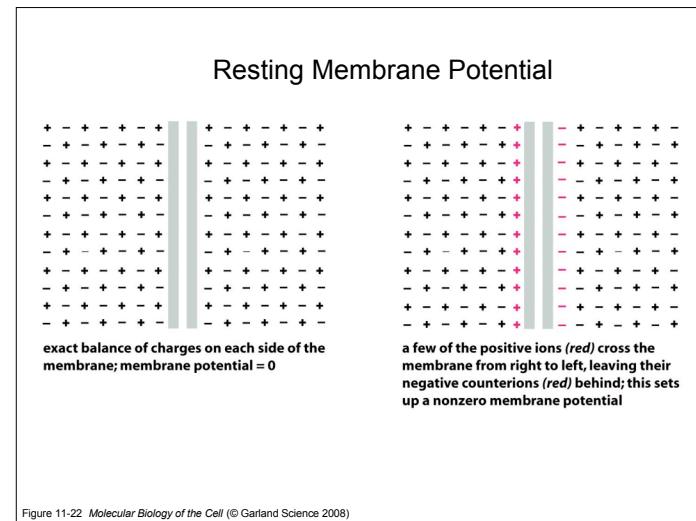 Resting Membrane Potential
exact balance of charges on each side of the
membrane; membrane potential = 0
a few of the positive ions (red) cross the
membrane from right to left, leaving their
negative counterions (red) behind; this sets
up a nonzero membrane potential
Figure 11-22 Molecular Biology of the Cell (© Garland Science 2008)